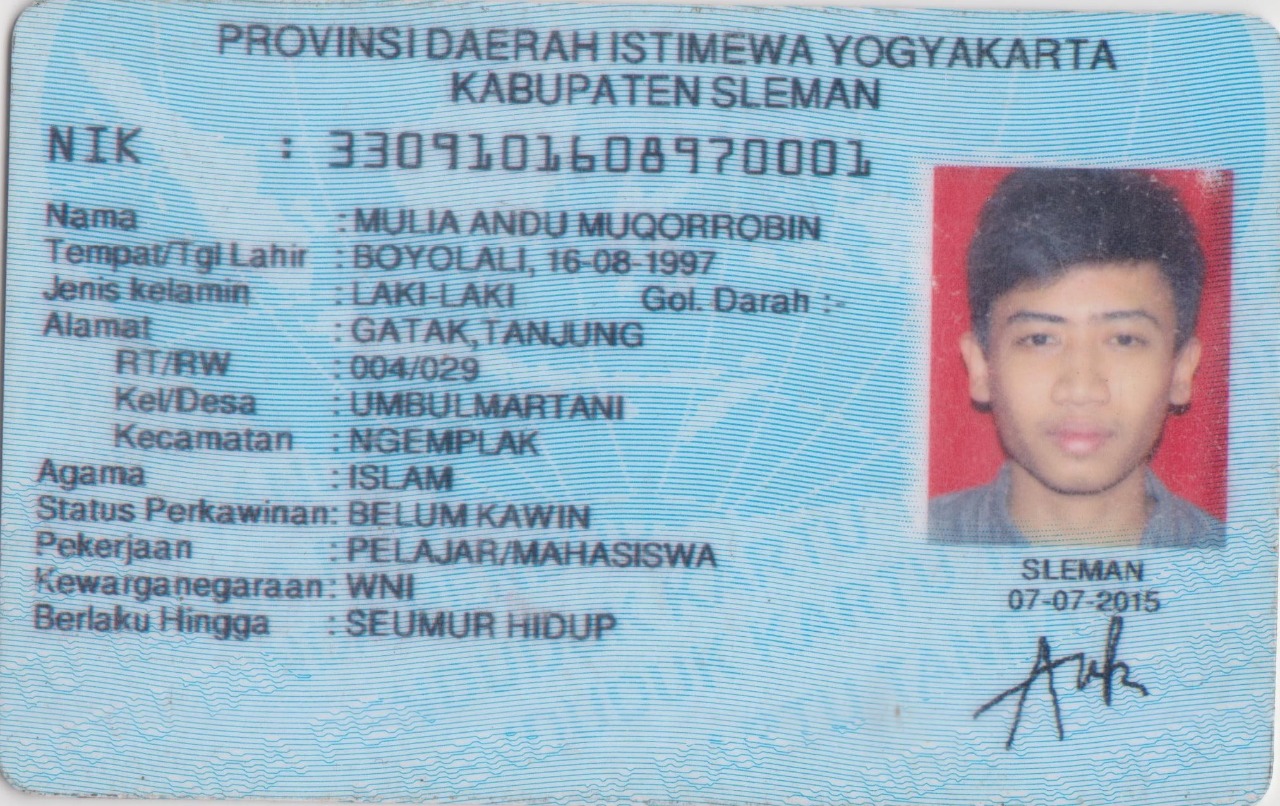 PROVINSI DAERAH ISTIMEWA YOGYAKARTA
KABUPATEN SLEMAN
NIK : 3309101608970001
Nama : MULIA ANDU MUQORROBIN
Tempat/Tgl Lahir : BOYOLALI, 16-08-1997
Jenis kelamin : LAKI-LAKI Gol. Darah :-
Alamat : GATAK,TANJUNG
RT/RW : 004/029
Kel/Desa : UMBULMARTANI
Kecamatan : NGEMPLAK
Agama : ISLAM
Status Perkawinan: BELUM KAWIN
Pekerjaan : PELAJAR/MAHASISWA
Kewarganegaraan: WNI
Berlaku Hingga : SEUMUR HIDUP
SLEMAN
07-07-2015